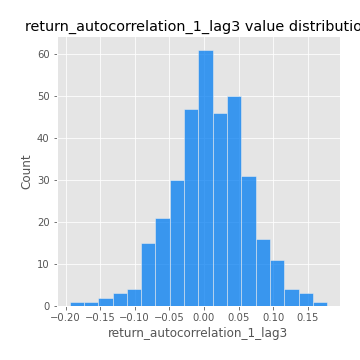 return_autocorrelation_1_lag3 value distributio
60
50
40
30
20
10
0
Count
−0.20 −0.15 −0.10 −0.05 0.00 0.05 0.10 0.15
return_autocorrelation_1_lag3